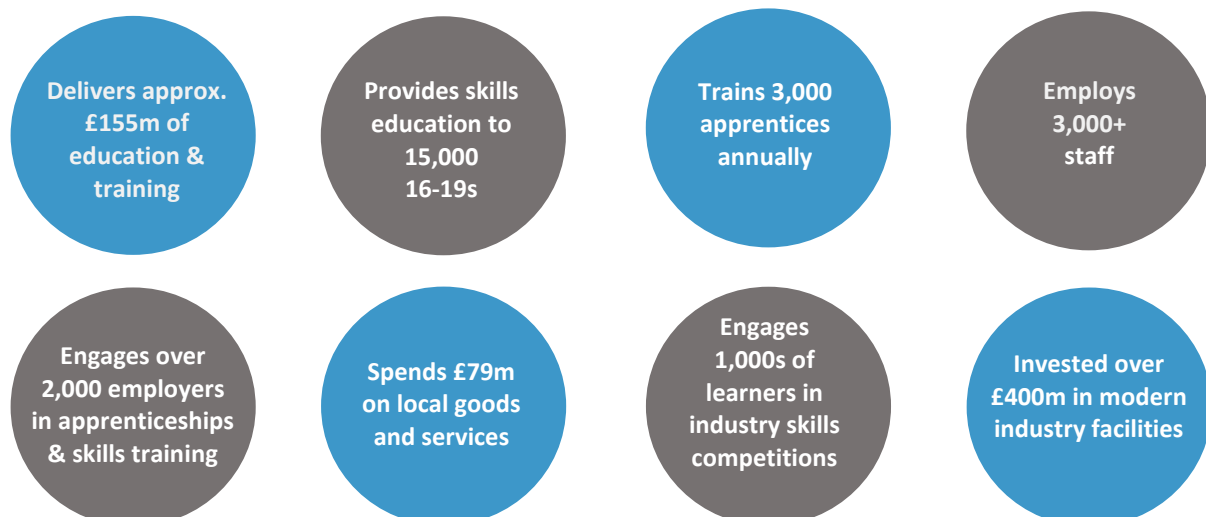 Delivers approx.
£155m of
education &
training
Provides skills
education to
15,000
16-19s
Trains 3,000
apprentices
annually
Employs
3,000+
staff
Engages over
2,000 employers
in apprenticeships
& skills training
Spends £79m
on local goods
and services
Engages
1,000s of
learners in
industry skills
competitions
Invested over
£400m in modern
industry facilities